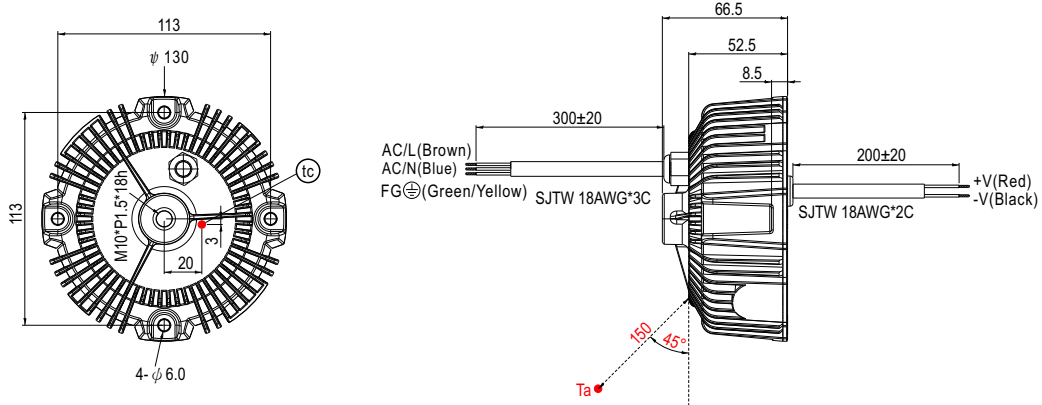 113
ψ 130
113
M10*P1.5*18h
tc
3
20
4- ϕ 6.0
66.5
52.5
8.5
300±20
AC/L(Brown)
AC/N(Blue)
FG⏚(Green/Yellow)
SJTW 18AWG*3C
200±20
+V(Red)
-V(Black)
SJTW 18AWG*2C
150
45°
Ta